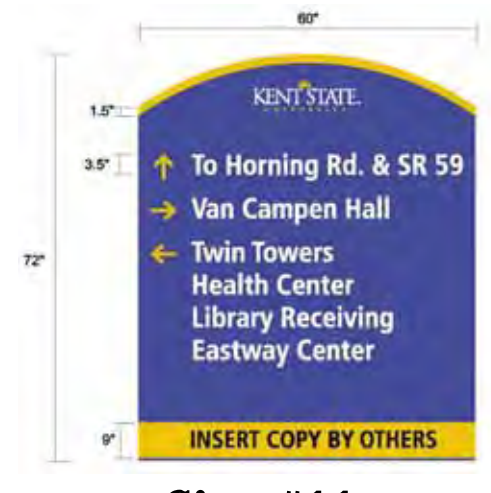 60"
KENT STATE.
1.5"
3.5"
To Horning Rd. & SR 59
Van Campen Hall
72"
Twin Towers
Health Center
Library Receiving
Eastway Center
9"
INSERT COPY BY OTHERS